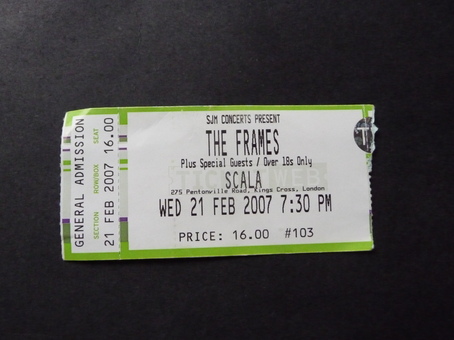 SJM CONCERTS PRESENT
THE FRAMES
Plus Special Guests / Over 18s Only
SCALA
275 Pentonville Road, Kings Cross, London
WED 21 FEB 2007 7:30 PM
PRICE: 16.00 #103
GENERAL ADMISSION
SECTION ROW/BOX SEAT
21 FEB 2007 16.00